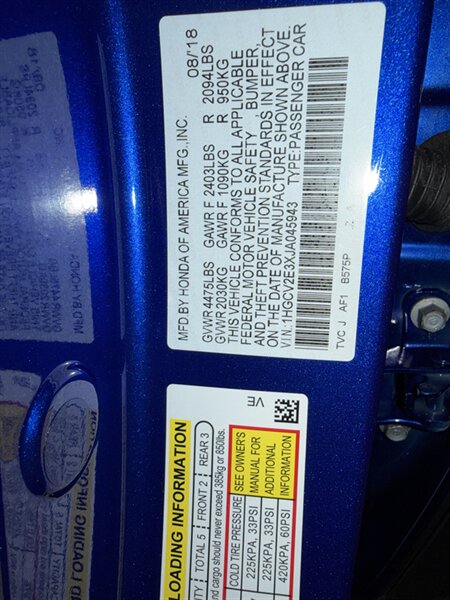 MFD.BY HONDA OF AMERICA MFG.,INC. 08/18
GVWR 4475LBS GAWR F 2403LBS R 2094LBS
GVWR 2030KG GAWR F 1090KG R 950KG
THIS VEHICLE CONFORMS TO ALL APPLICABLE
FEDERAL MOTOR VEHICLE SAFETY , BUMPER,
AND THEFT PREVENTION STANDARDS IN EFFECT
ON THE DATE OF MANUFACTURE SHOWN ABOVE.
V.I.N.:1HGCV2E3XJA045943 TYPE:PASSENGER CAR
TVC J AF1 B575P
LOADING INFORMATION
TOTAL 5 FRONT 2 REAR 3
and cargo should never exceed 385kg or 850lbs.
COLD TIRE PRESSURE SEE OWNER'S
225KPA, 33PSI MANUAL FOR
225KPA, 33PSI ADDITIONAL
420KPA, 60PSI INFORMATION
VE